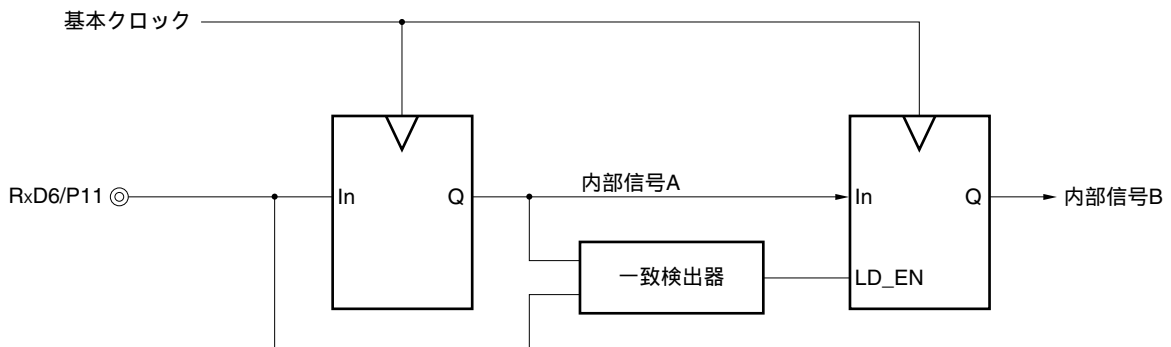 基本クロック
RxD6/P11
In
Q
内部信号A
In
Q
内部信号B
一致検出器
LD_EN